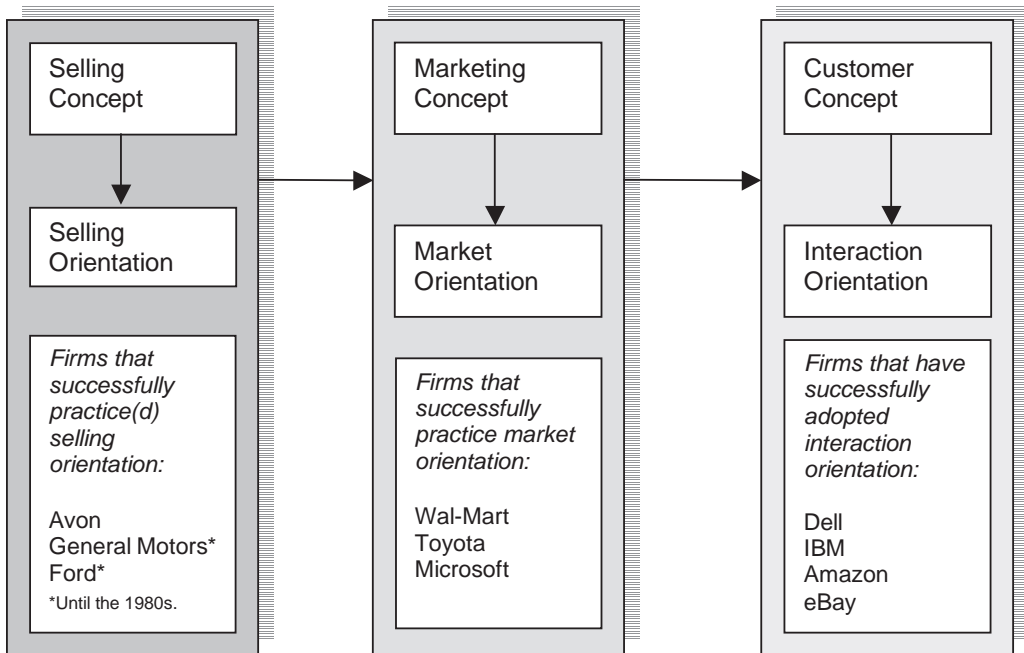 Selling
Concept
Selling
Orientation
Firms that
successfully
practice(d)
selling
orientation:
Avon
General Motors*
Ford*
*Until the 1980s.
Marketing
Concept
Market
Orientation
Firms that
successfully
practice market
orientation:
Wal-Mart
Toyota
Microsoft
Customer
Concept
Interaction
Orientation
Firms that have
successfully
adopted
interaction
orientation:
Dell
IBM
Amazon
eBay